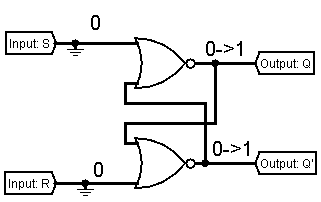 0
Input: S
0->1
Output: Q
0
0->1
Input: R
Output: Q'